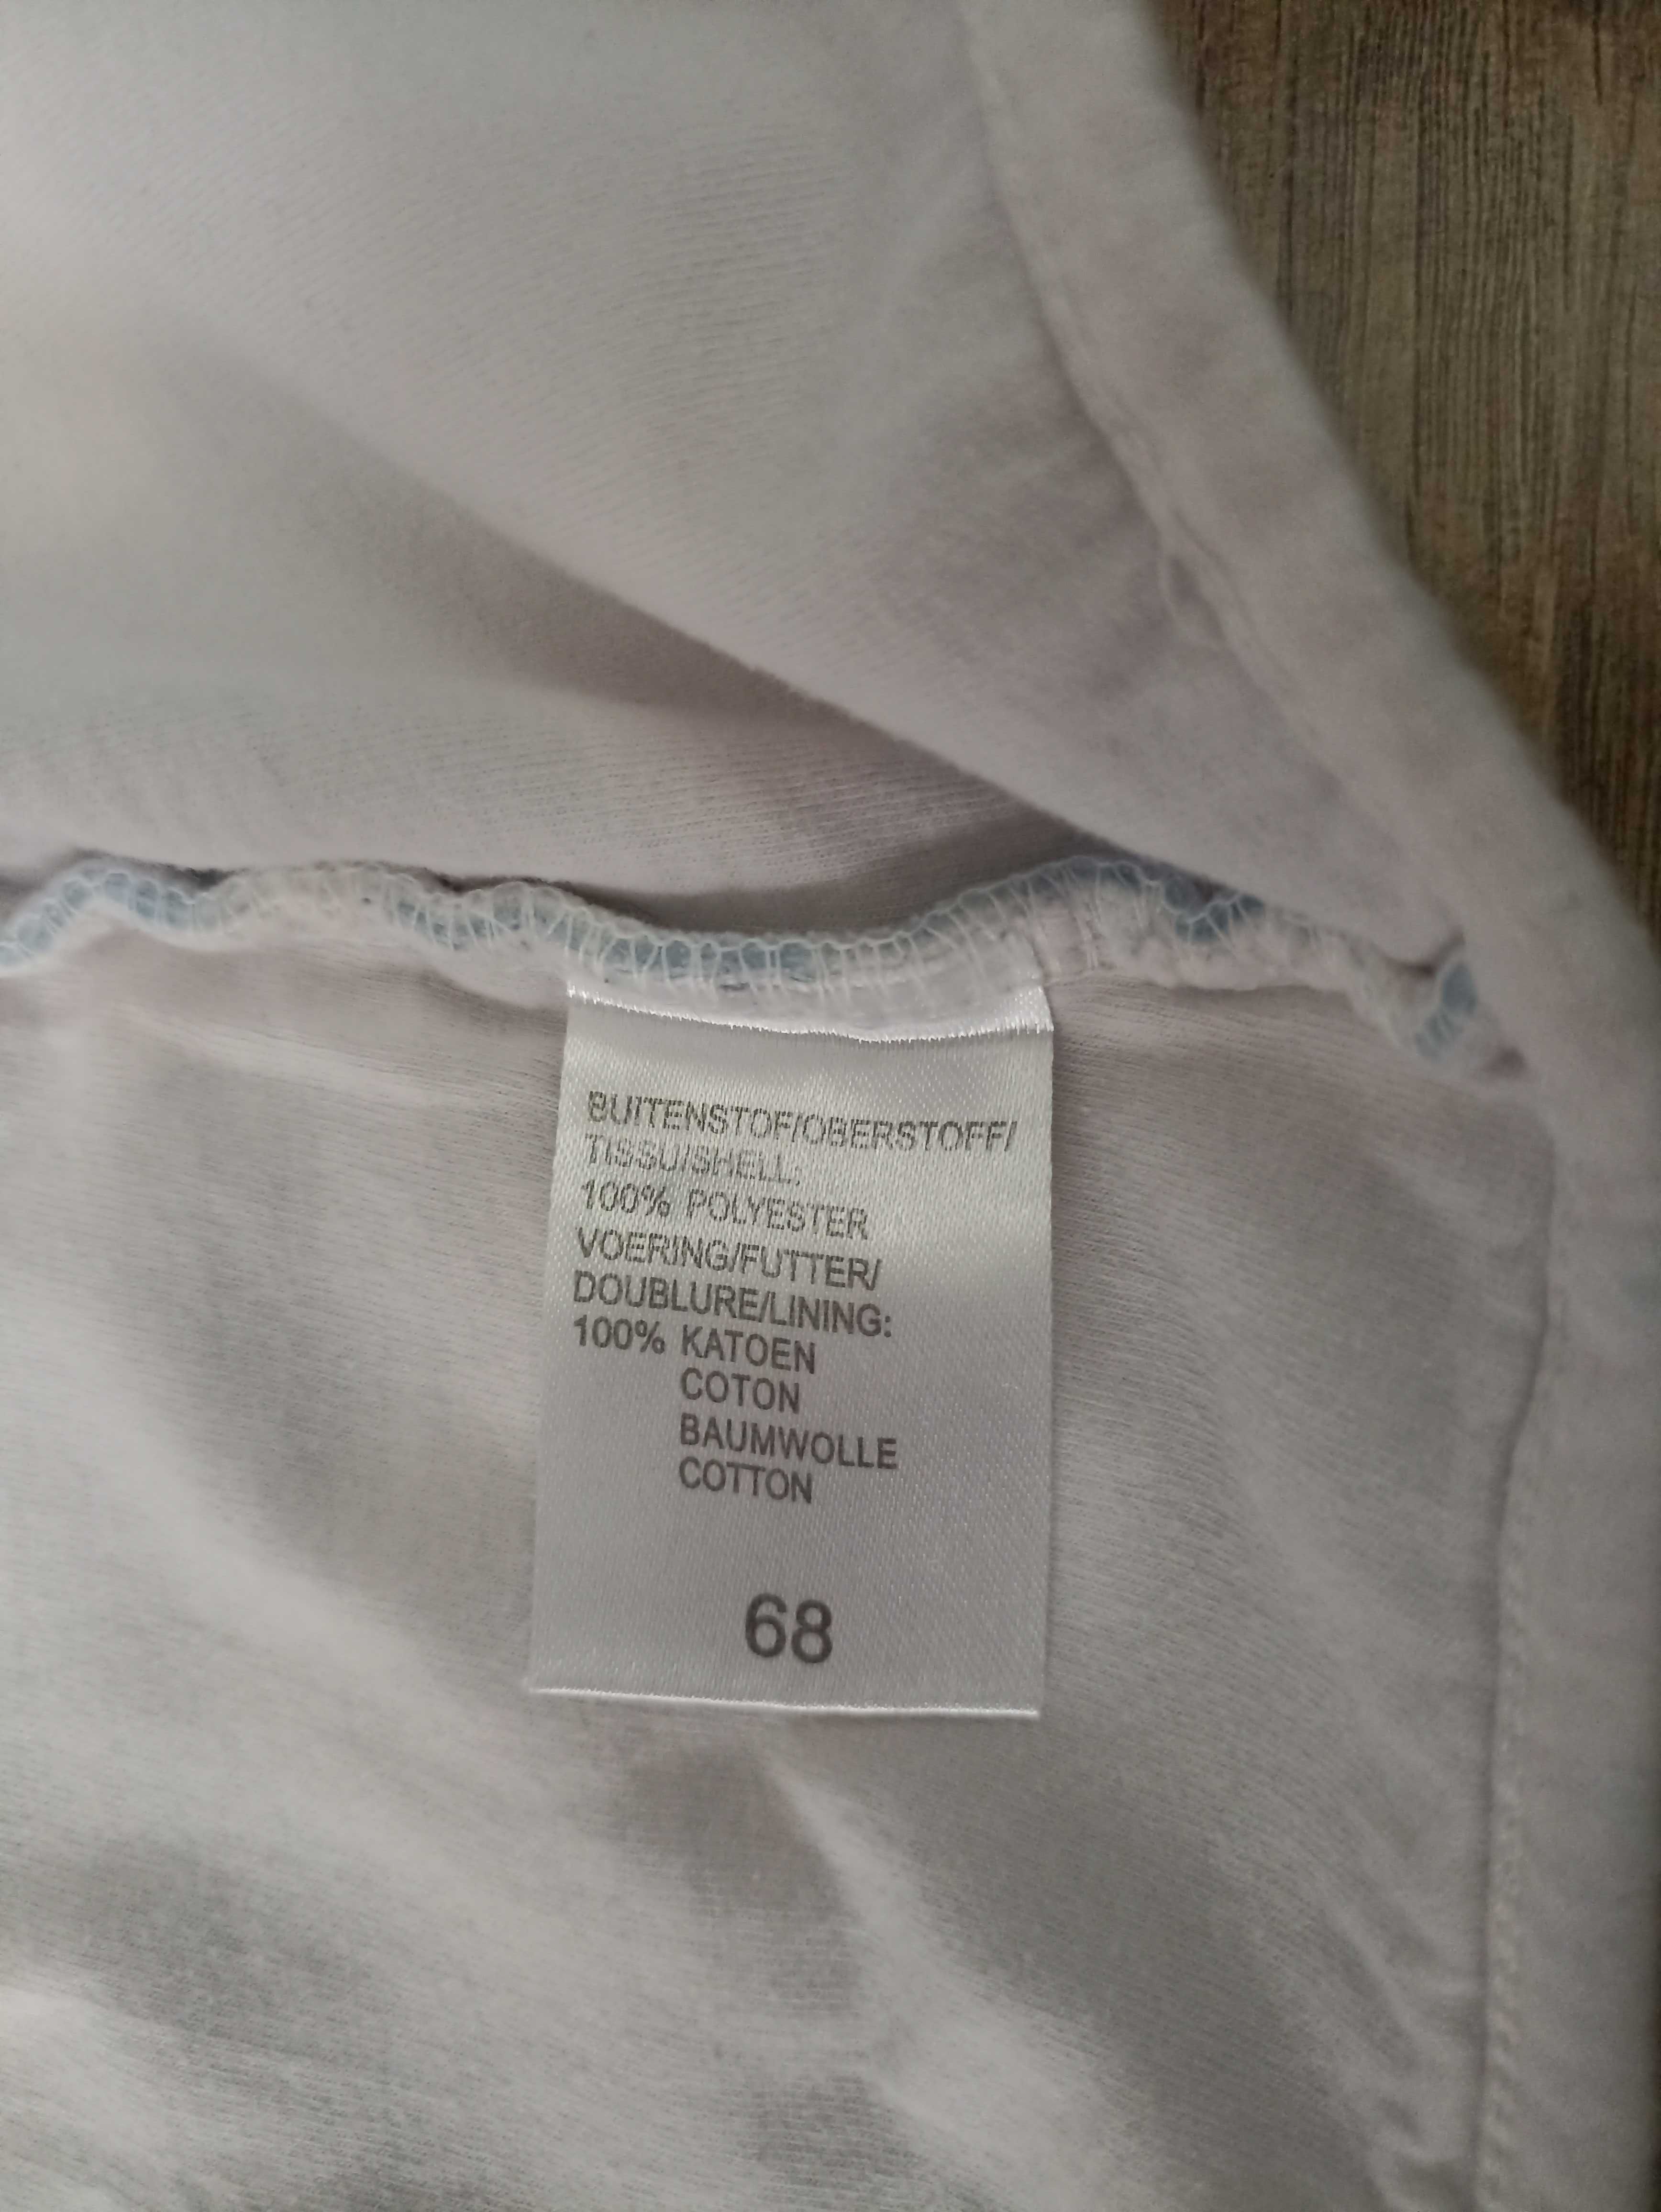 BUITENSTOF/OBERSTOFF/
TISSU/SHELL:
100% POLYESTER
VOERING/FUTTER/
DOUBLURE/LINING:
100% KATOEN
COTON
BAUMWOLLE
COTTON
68